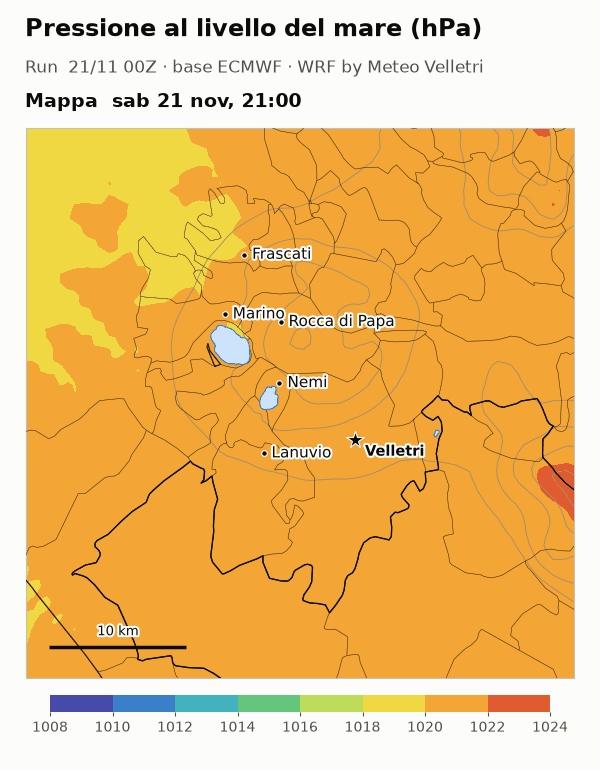 Pressione al livello del mare (hPa)
Run  21/11 00Z · base ECMWF · WRF by Meteo Velletri
Mappa  sab 21 nov, 21:00
Frascati
Marino
Rocca di Papa
Nemi
Velletri
Lanuvio
10 km
1008 1010 1012 1014 1016 1018 1020 1022 1024